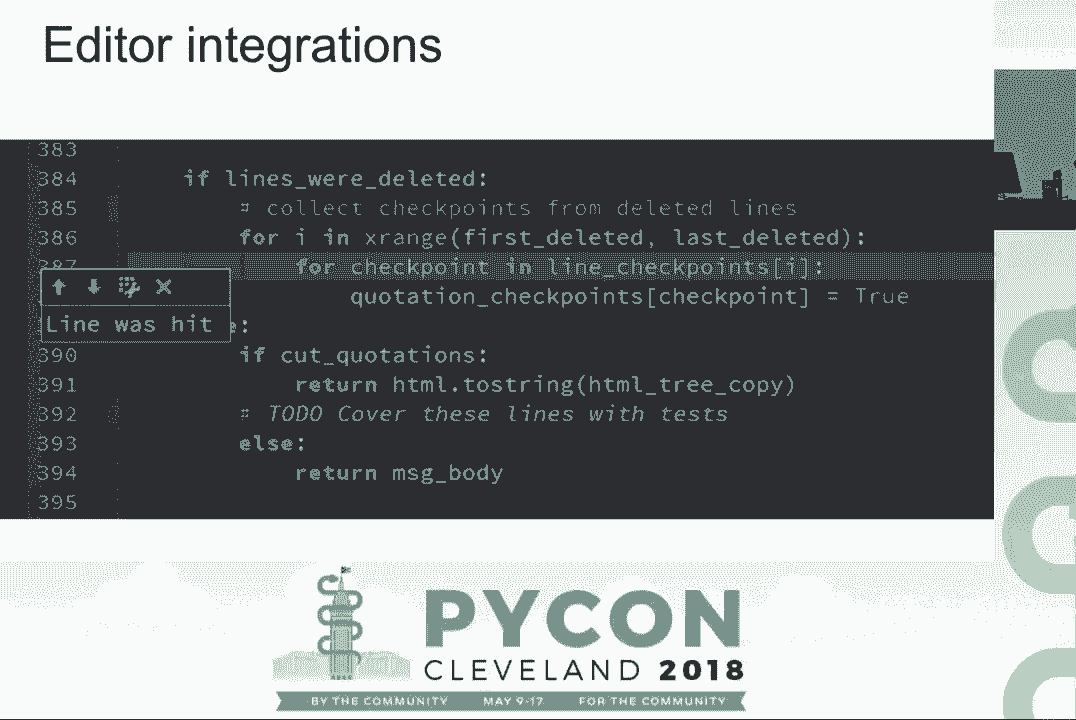 Editor integrations
383
384 if lines_were_deleted:
385 # collect checkpoints from deleted lines
386 for i in xrange(first_deleted, last_deleted):
387 for checkpoint in line_checkpoints[i]:
quotation_checkpoints[checkpoint] = True
Line was hit e:
390 if cut_quotations:
391 return html.tostring(html_tree_copy)
392 # TODO Cover these lines with tests
393 else:
394 return msg_body
395
PYCON
CLEVELAND 2018
BY THE COMMUNITY MAY 9-17 FOR THE COMMUNITY